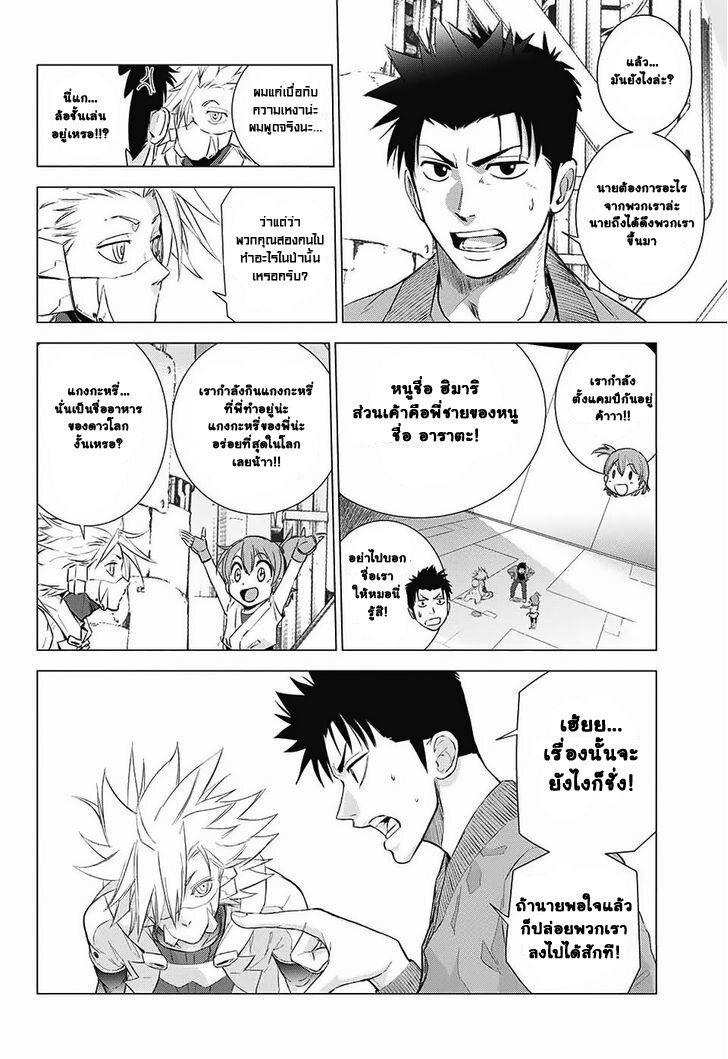 แล้ว...
มันยังไงล่ะ?
นายต้องการอะไร
จากพวกเราล่ะ
นายถึงได้ดึงพวกเรา
ขึ้นมา
ผมแค่เบื่อกับ
ความเหงาน่ะ
ผมพูดจริงนะ...
นี่แก...
ล้อชั้นเล่น
อยู่เหรอ!!?
ว่าแต่ว่า
พวกคุณสองคนไป
ทำอะไรในป่านั้น
เหรอครับ?
เรากำลัง
ตั้งแคมป์กันอยู่
ค้าาา!!
หนูชื่อ ฮิมาริ
ส่วนเค้าคือพี่ชายของหนู
ชื่อ อาราตะ!
อย่าไปบอก
ชื่อเรา
ให้หมอนี่
รู้สิ!
เรากำลังกินแกงกะหรี่
ที่พี่ทำอยู่น่ะ
แกงกะหรี่ของพี่น่ะ
อร่อยที่สุดในโลก
เลยน้าา!!
แกงกะหรี่...
นั่นเป็นชื่ออาหาร
ของดาวโลก
งั้นเหรอ?
เฮ้ยย...
เรื่องนั้นจะ
ยังไงก็ชั่ง!
ถ้านายพอใจแล้ว
ก็ปล่อยพวกเรา
ลงไปได้สักที!